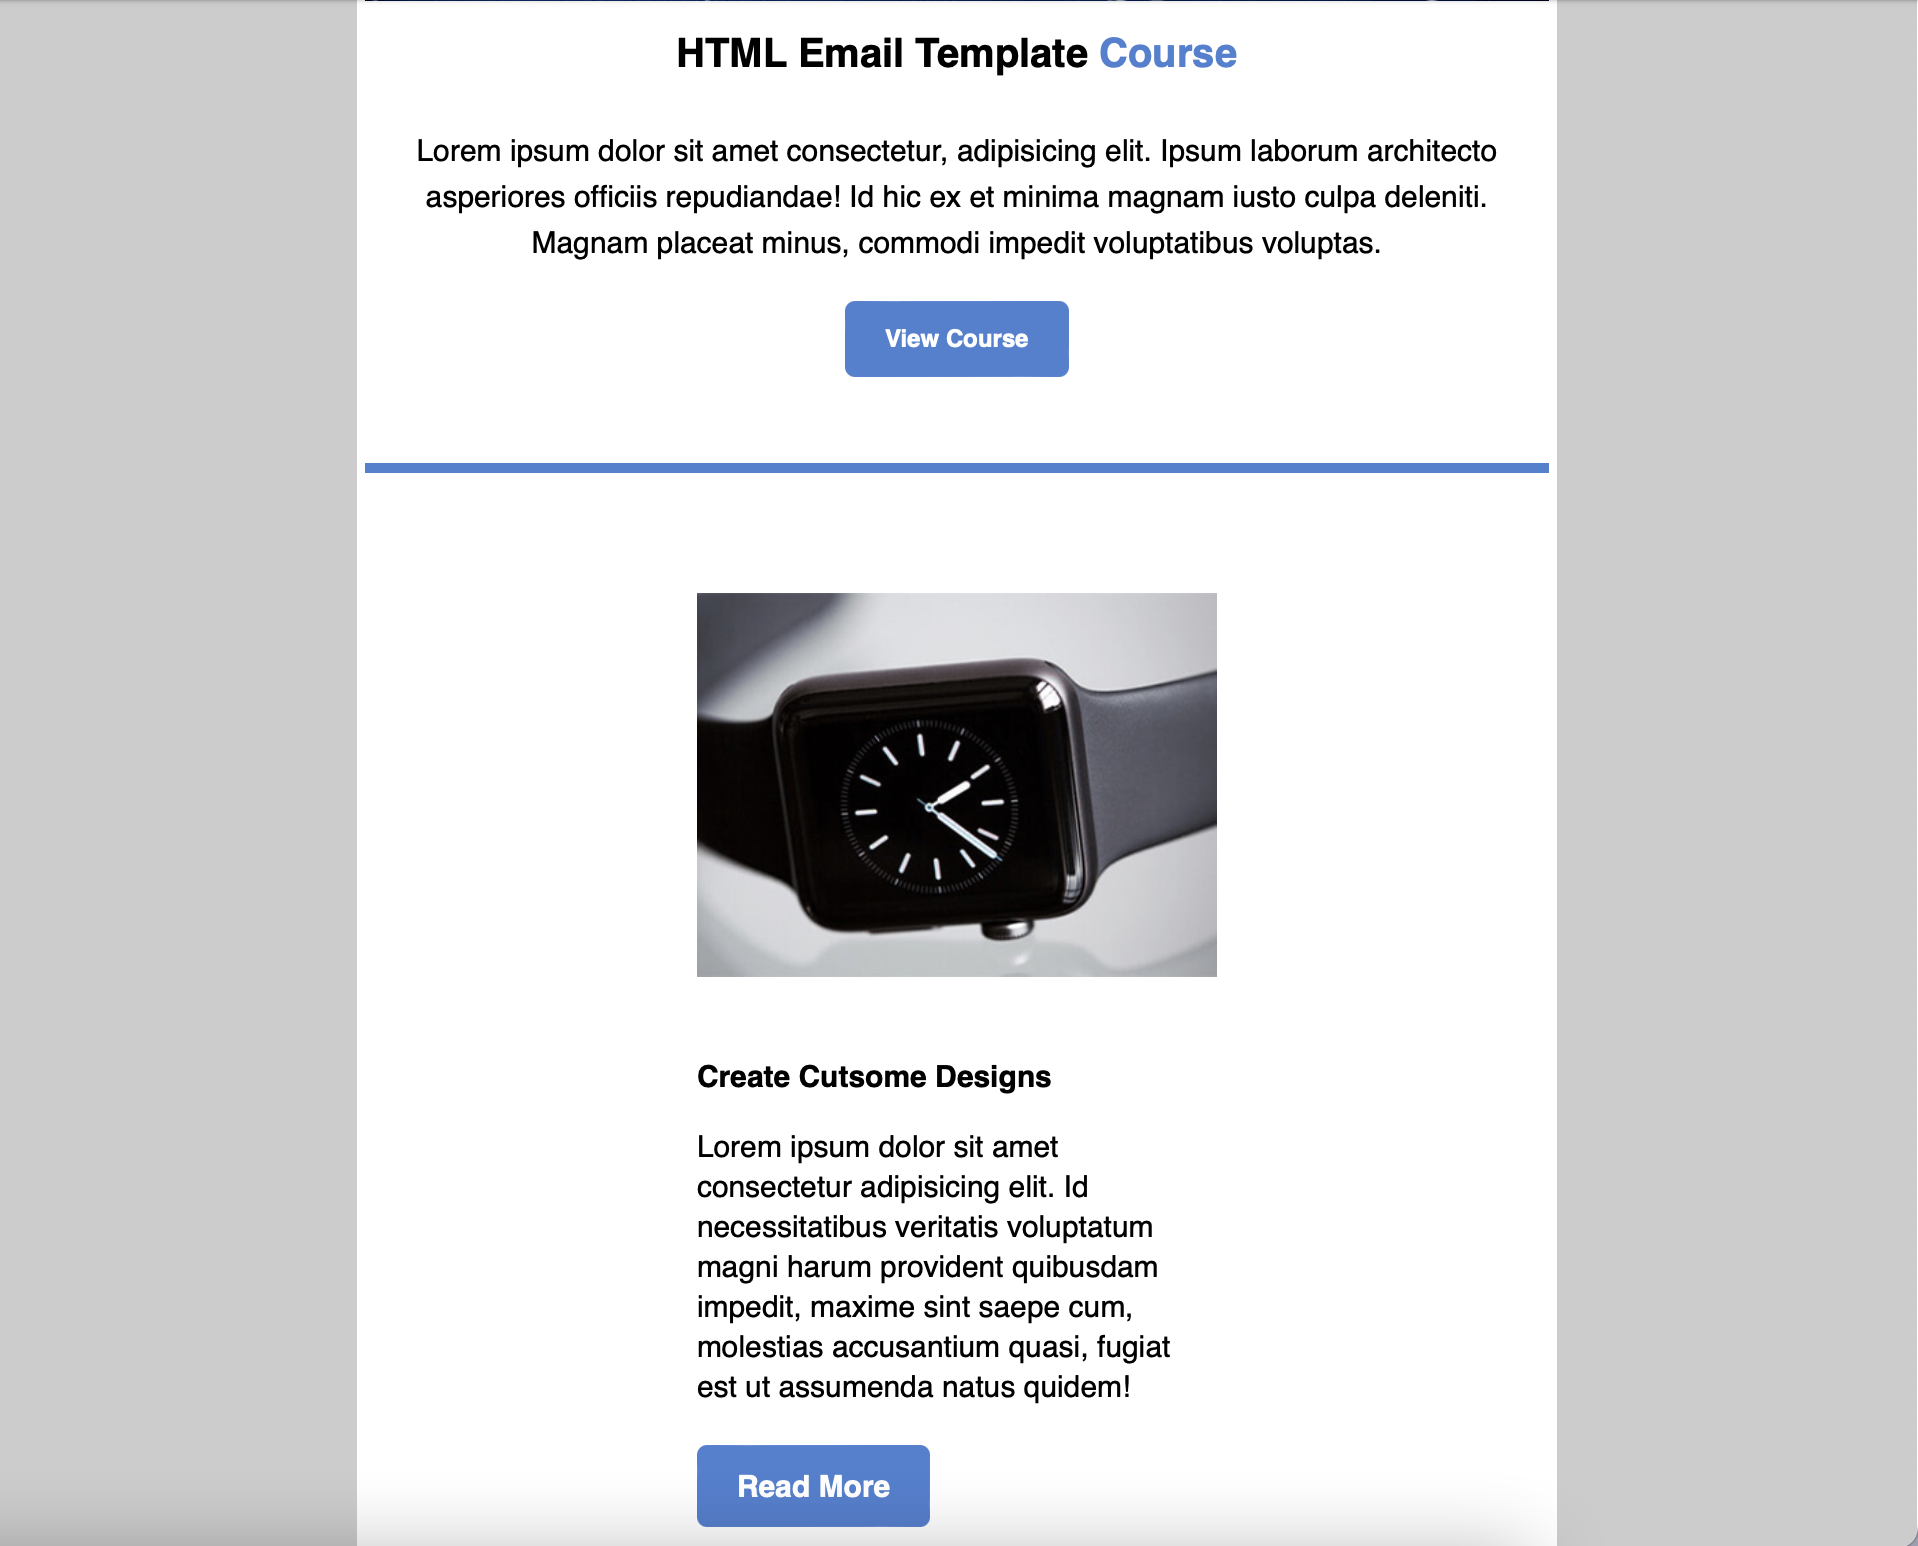 HTML Email Template Course
Lorem ipsum dolor sit amet consectetur, adipisicing elit. Ipsum laborum architecto
asperiores officiis repudiandae! Id hic ex et minima magnam iusto culpa deleniti.
Magnam placeat minus, commodi impedit voluptatibus voluptas.
View Course
Create Cutsome Designs
Lorem ipsum dolor sit amet
consectetur adipisicing elit. Id
necessitatibus veritatis voluptatum
magni harum provident quibusdam
impedit, maxime sint saepe cum,
molestias accusantium quasi, fugiat
est ut assumenda natus quidem!
Read More